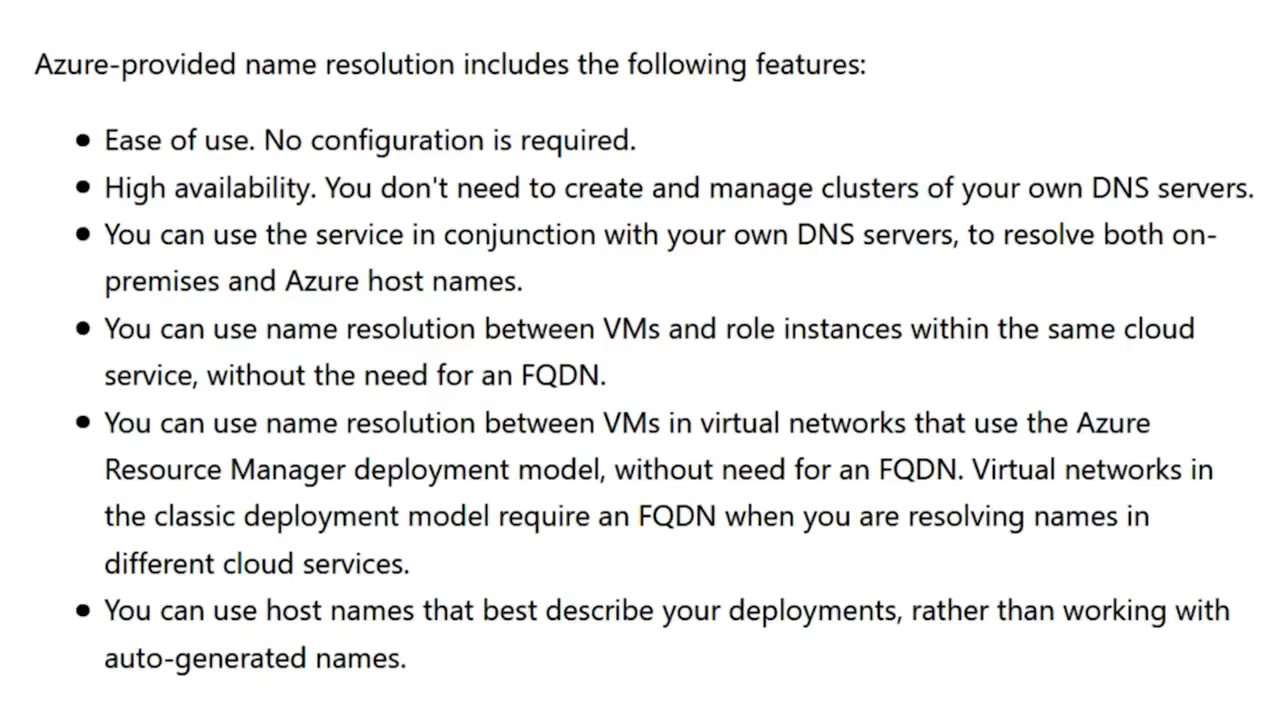 Azure-provided name resolution includes the following features:
● Ease of use. No configuration is required.
● High availability. You don't need to create and manage clusters of your own DNS servers.
● You can use the service in conjunction with your own DNS servers, to resolve both on-
premises and Azure host names.
● You can use name resolution between VMs and role instances within the same cloud
service, without the need for an FQDN.
● You can use name resolution between VMs in virtual networks that use the Azure
Resource Manager deployment model, without need for an FQDN. Virtual networks in
the classic deployment model require an FQDN when you are resolving names in
different cloud services.
● You can use host names that best describe your deployments, rather than working with
auto-generated names.